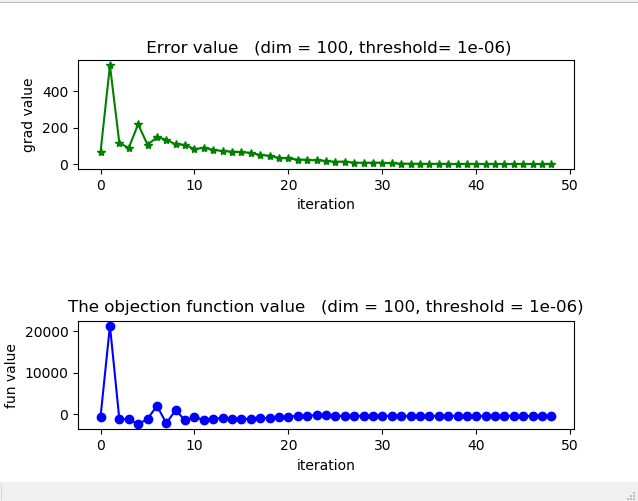 Error value   (dim = 100, threshold= 1e-06)
grad value
400
200
0
0 10 20 30 40 50
iteration
The objection function value   (dim = 100, threshold = 1e-06)
fun value
20000
10000
0
0 10 20 30 40 50
iteration